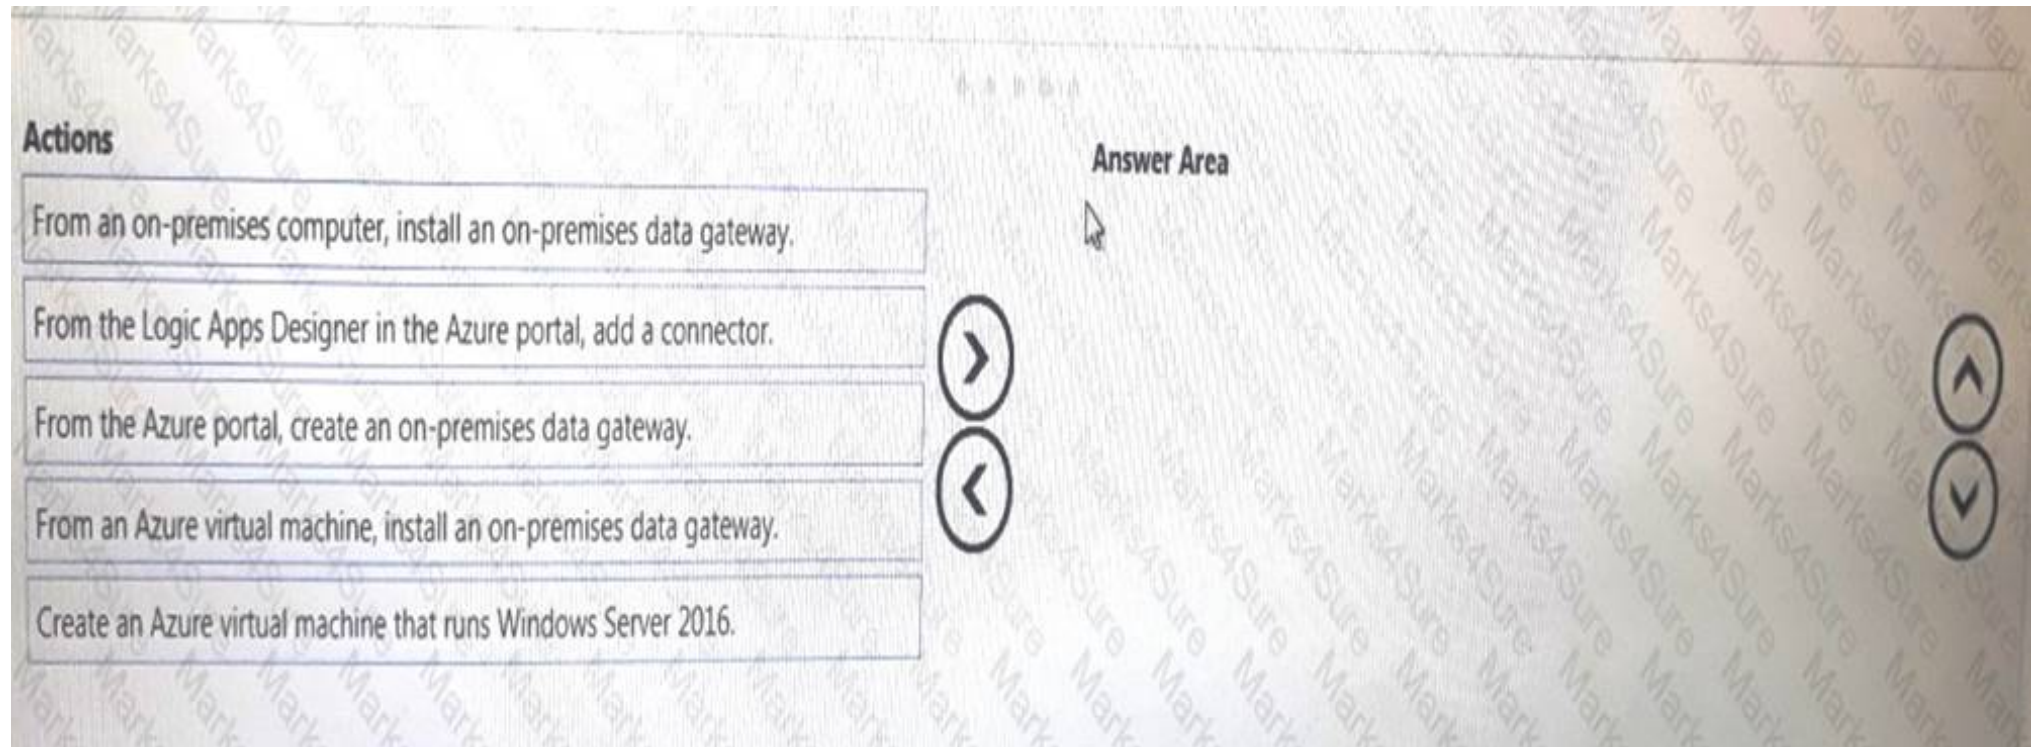 Actions
Answer Area
From an on-premises computer, install an on-premises data gateway.
From the Logic Apps Designer in the Azure portal, add a connector.
From the Azure portal, create an on-premises data gateway.
From an Azure virtual machine, install an on-premises data gateway.
Create an Azure virtual machine that runs Windows Server 2016.
Marks4Sure